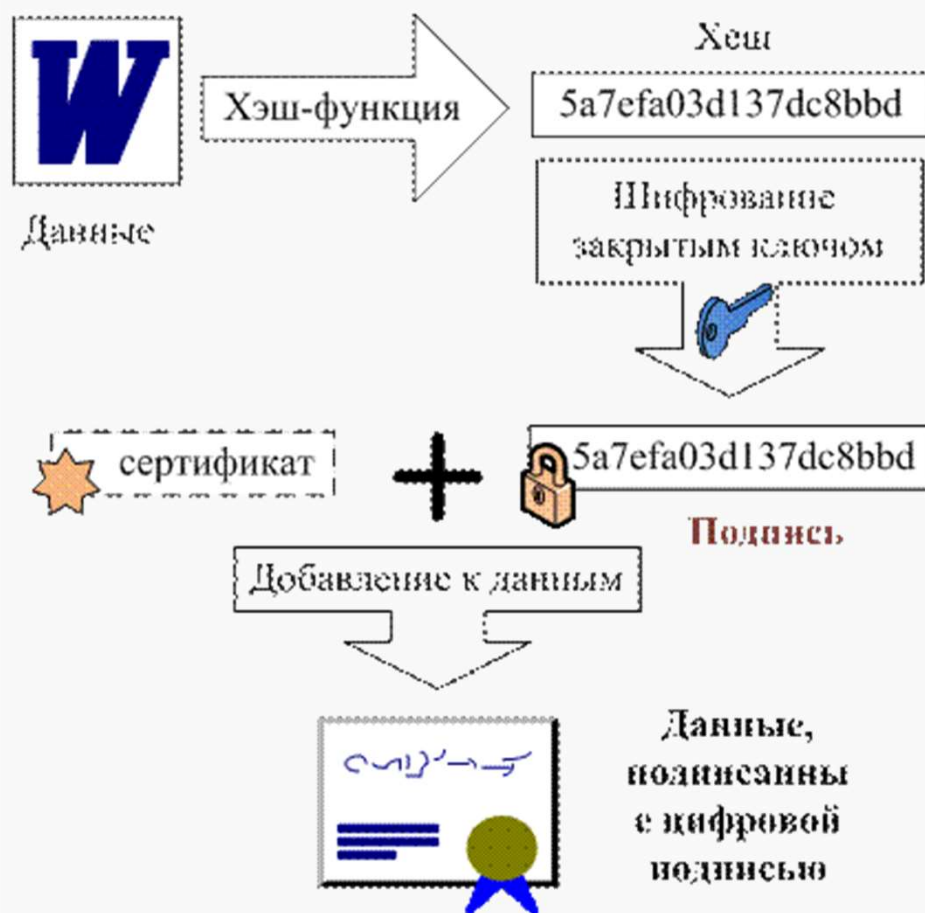 W
Хеш
Хэш-функция
5a7efa03d137dc8bbd
Данные
Шифрование
закрытым ключом
сертификат
5a7efa03d137dc8bbd
Подпись
Добавление к данным
Данные,
подписанны
е цифровой
подписью